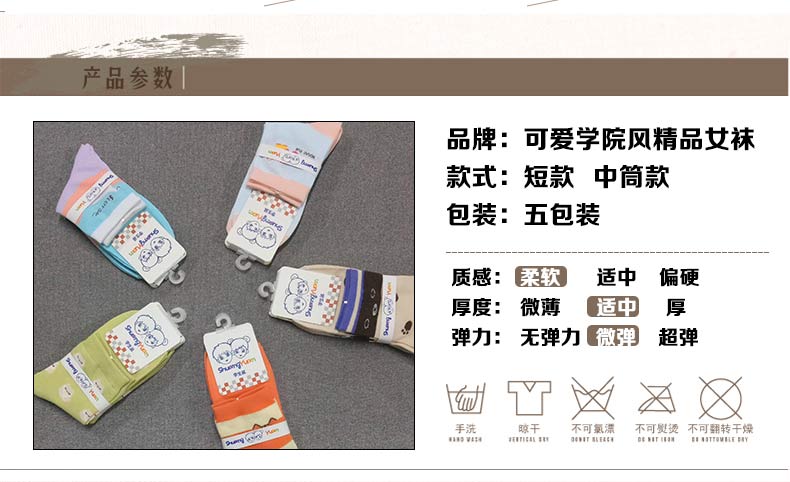 产品参数
品牌：可爱学院风精品女袜
款式：短款 中筒款
包装：五包装
质感： 柔软 适中 偏硬
厚度： 微薄 适中 厚
弹力： 无弹力 微弹 超弹
手洗 晾干 不可氯漂 不可熨烫 不可翻转干燥
HAND WASH VERTICAL DRY DONOT BLEACH DO NOT IRON DO NOTTUMBLE DRY